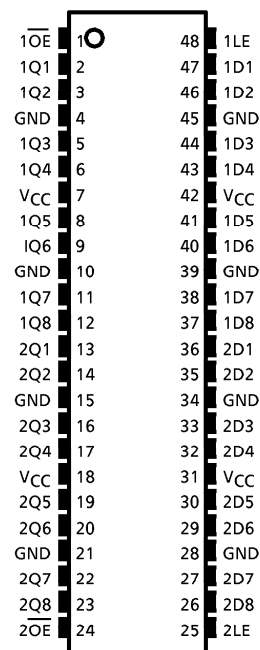 1OE 1 48 1LE
1Q1 2 47 1D1
1Q2 3 46 1D2
GND 4 45 GND
1Q3 5 44 1D3
1Q4 6 43 1D4
VCC 7 42 VCC
1Q5 8 41 1D5
IQ6 9 40 1D6
GND 10 39 GND
1Q7 11 38 1D7
1Q8 12 37 1D8
2Q1 13 36 2D1
2Q2 14 35 2D2
GND 15 34 GND
2Q3 16 33 2D3
2Q4 17 32 2D4
VCC 18 31 VCC
2Q5 19 30 2D5
2Q6 20 29 2D6
GND 21 28 GND
2Q7 22 27 2D7
2Q8 23 26 2D8
2OE 24 25 2LE